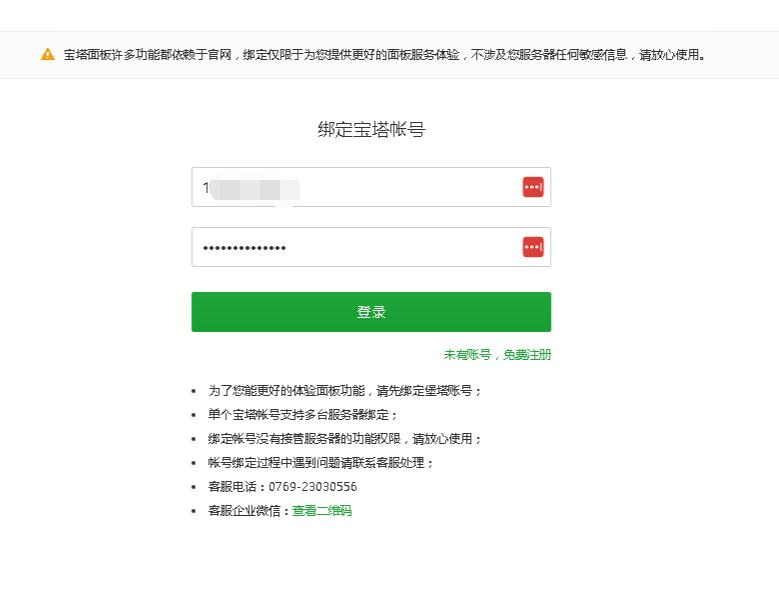 宝塔面板许多功能都依赖于官网，绑定仅限于为您提供更好的面板服务体验，不涉及您服务器任何敏感信息，请放心使用。
绑定宝塔帐号
1
••••••••••••••
登录
未有账号，免费注册
• 为了您能更好的体验面板功能，请先绑定堡塔账号；
• 单个宝塔帐号支持多台服务器绑定；
• 绑定帐号没有接管服务器的功能权限，请放心使用；
• 帐号绑定过程中遇到问题请联系客服处理；
• 客服电话：0769-23030556
• 客服企业微信：查看二维码